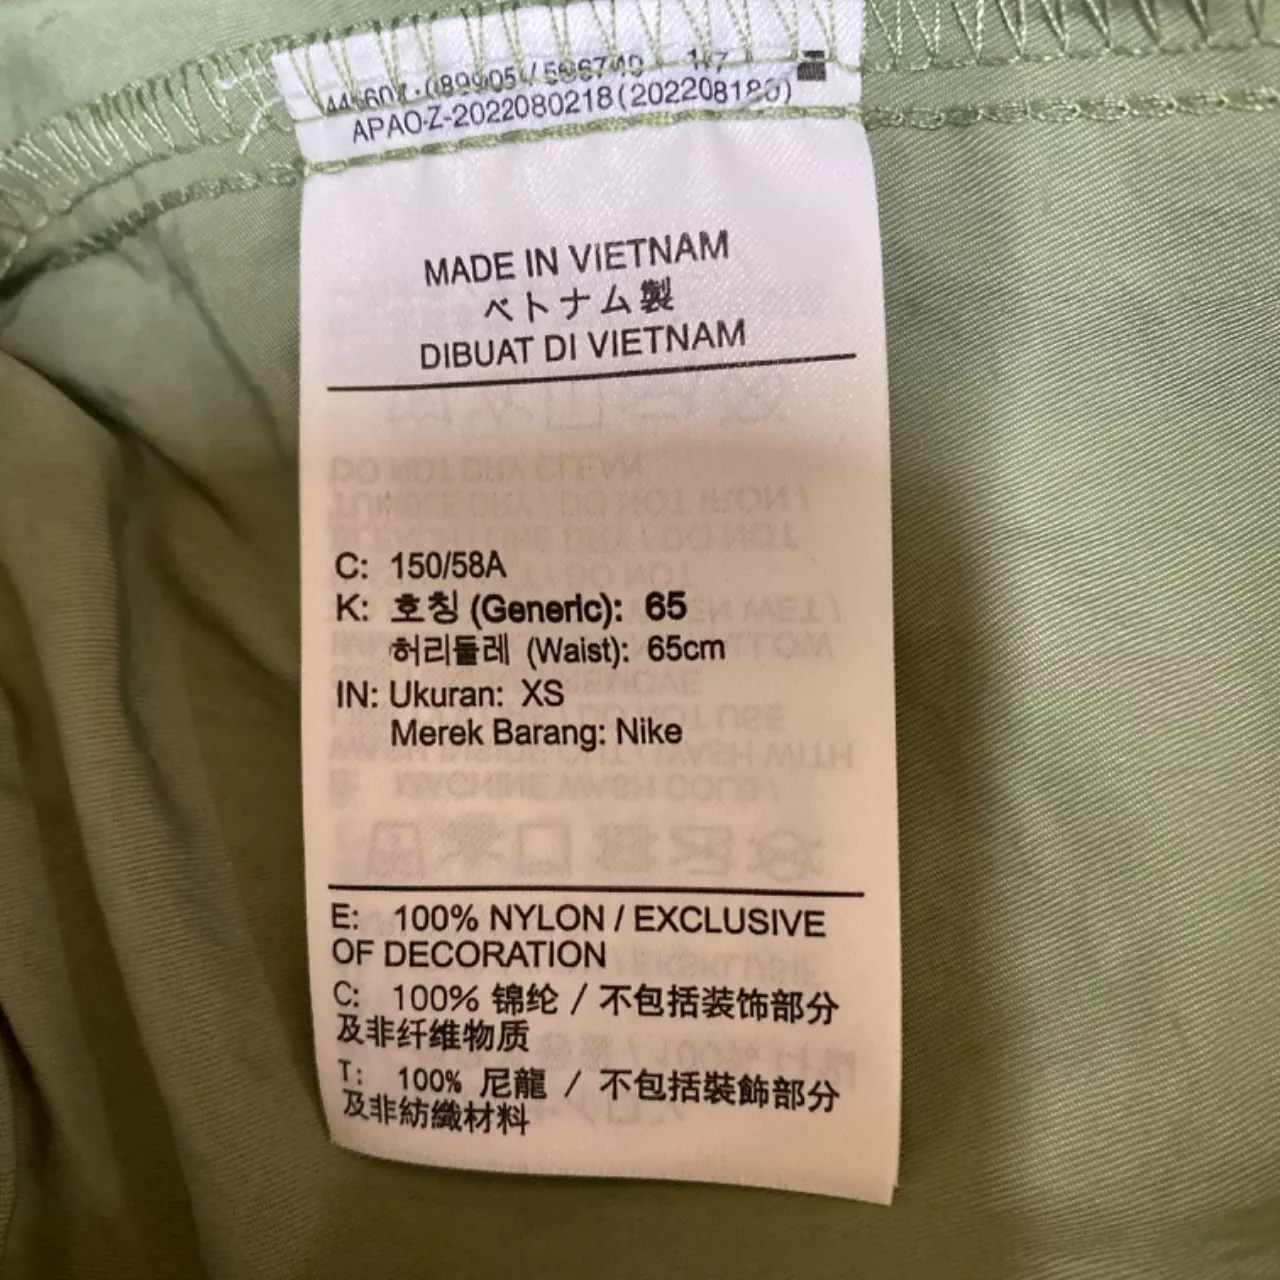 APAO-Z-2022080218(20220818
MADE IN VIETNAM
ベトナム製
DIBUAT DI VIETNAM
C: 150/58A
K: 호칭 (Generic): 65
허리둘레 (Waist): 65cm
IN: Ukuran: XS
Merek Barang: Nike
E: 100% NYLON / EXCLUSIVE
OF DECORATION
C: 100% 锦纶 / 不包括装饰部分
及非纤维物质
T: 100% 尼龍 / 不包括裝飾部分
及非紡織材料